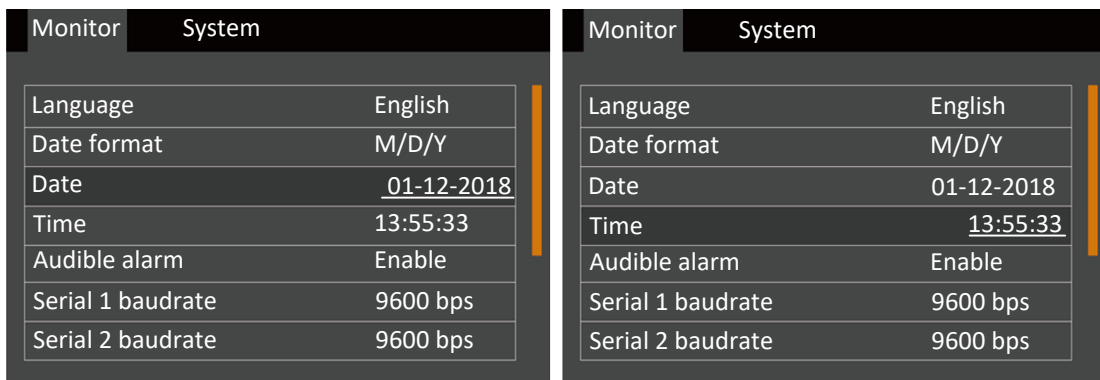 Monitor System
Language English
Date format M/D/Y
Date 01-12-2018
Time 13:55:33
Audible alarm Enable
Serial 1 baudrate 9600 bps
Serial 2 baudrate 9600 bps
Monitor System
Language English
Date format M/D/Y
Date 01-12-2018
Time 13:55:33
Audible alarm Enable
Serial 1 baudrate 9600 bps
Serial 2 baudrate 9600 bps